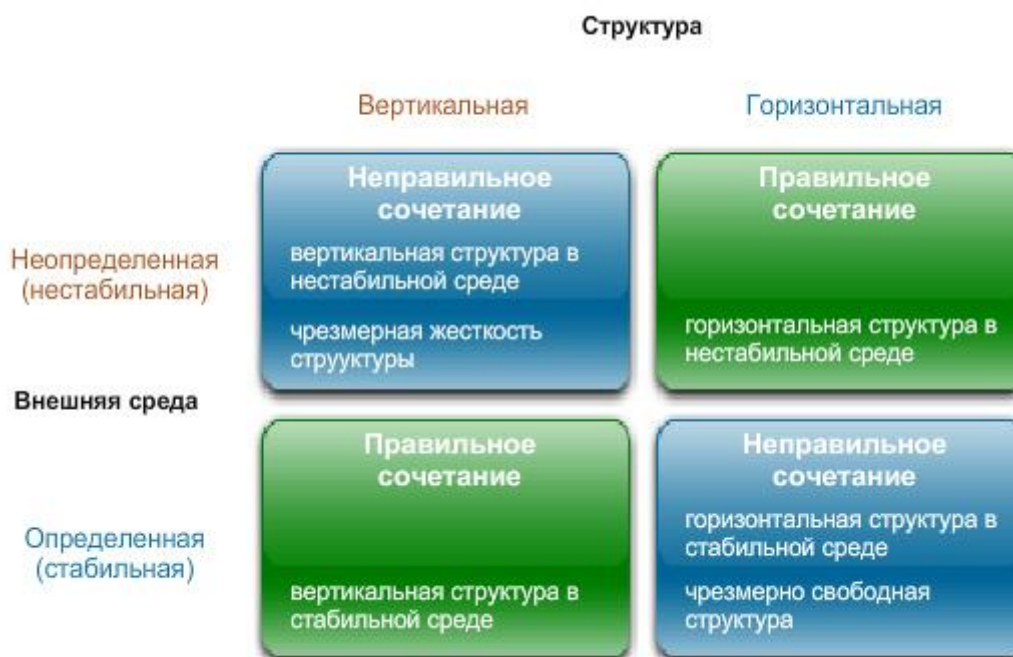 Структура
Вертикальная
Горизонтальная
Неправильное
сочетание
вертикальная структура в
нестабильной среде
чрезмерная жесткость
струуктуры
Правильное
сочетание
горизонтальная структура в
нестабильной среде
Неопределенная
(нестабильная)
Внешняя среда
Правильное
сочетание
вертикальная структура в
стабильной среде
Неправильное
сочетание
горизонтальная структура в
стабильной среде
чрезмерно свободная
структура
Определенная
(стабильная)